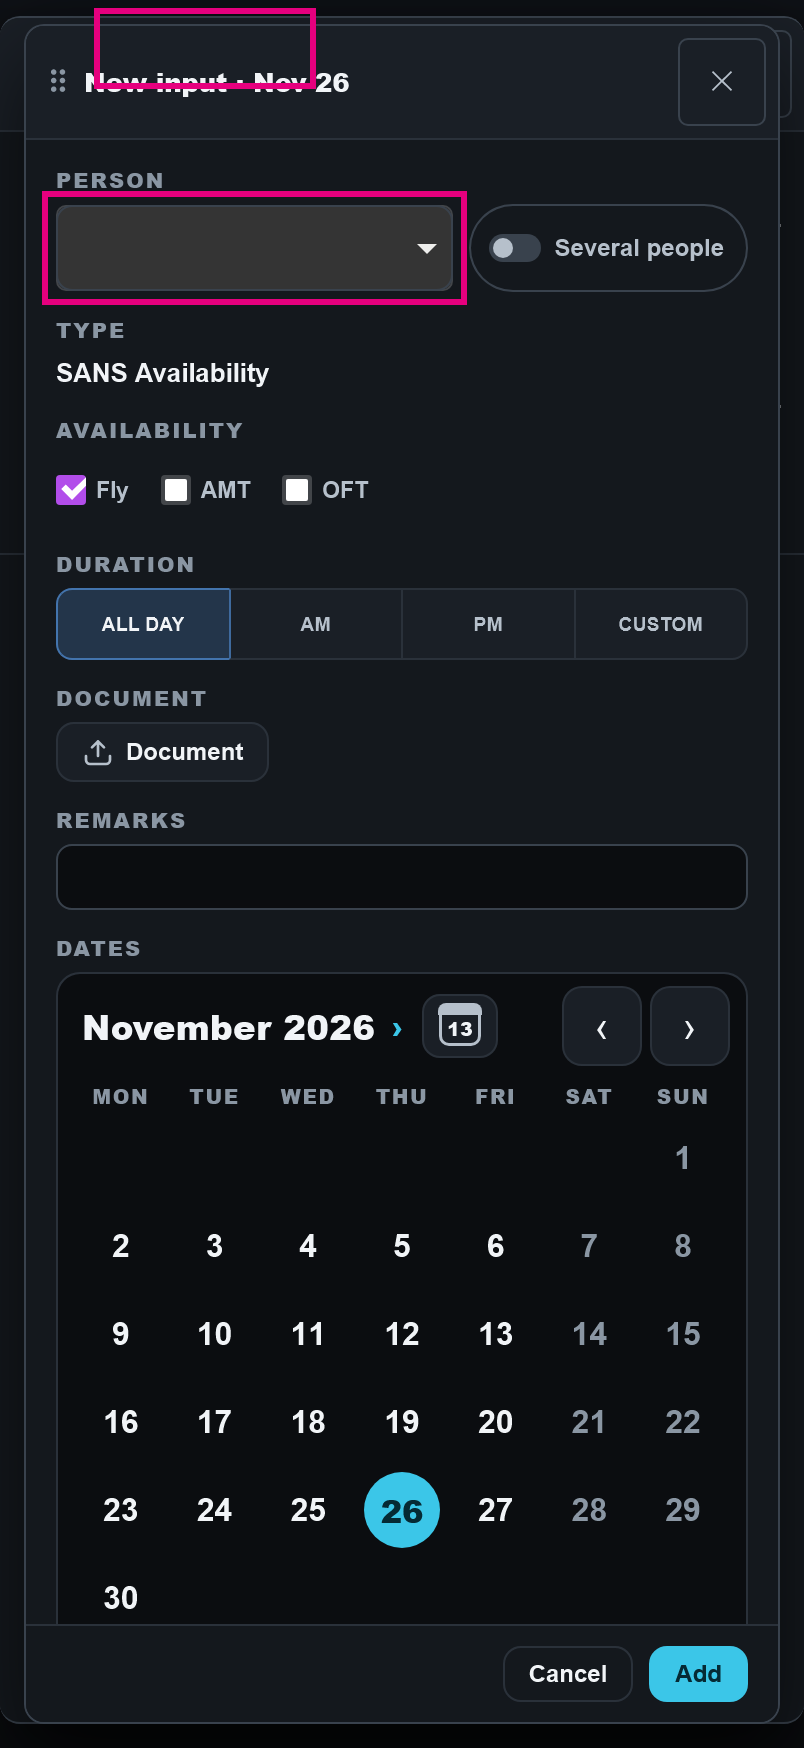 New input · Nov 26
PERSON
Several people
TYPE
SANS Availability
AVAILABILITY
Fly AMT OFT
DURATION
ALL DAY AM PM CUSTOM
DOCUMENT
Document
REMARKS
DATES
November 2026 › 13 ‹ ›
MON TUE WED THU FRI SAT SUN
1
2 3 4 5 6 7 8
9 10 11 12 13 14 15
16 17 18 19 20 21 22
23 24 25 26 27 28 29
30
Cancel Add